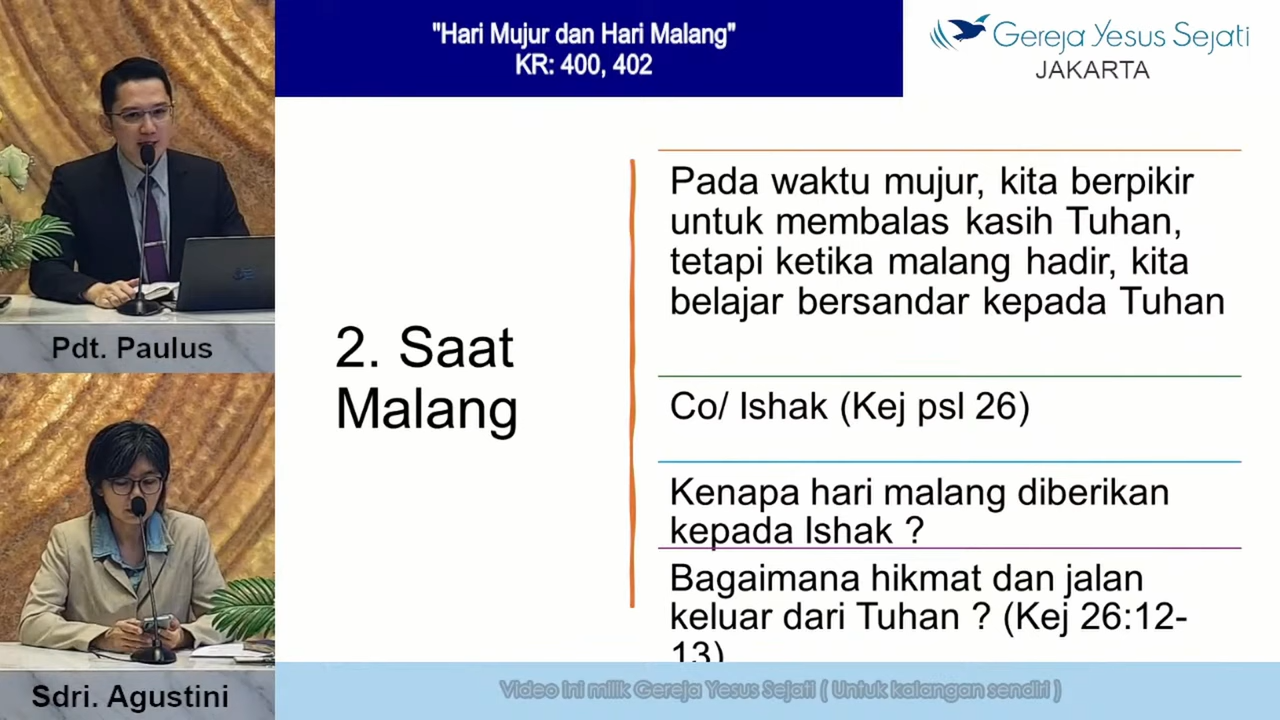 "Hari Mujur dan Hari Malang"
KR: 400, 402
Gereja Yesus Sejati
JAKARTA
Pdt. Paulus
Sdri. Agustini
2. Saat
Malang
Pada waktu mujur, kita berpikir
untuk membalas kasih Tuhan,
tetapi ketika malang hadir, kita
belajar bersandar kepada Tuhan
Co/ Ishak (Kej psl 26)
Kenapa hari malang diberikan
kepada Ishak ?
Bagaimana hikmat dan jalan
keluar dari Tuhan ? (Kej 26:12-
13)
Video ini milik Gereja Yesus Sejati ( Untuk kalangan sendiri )